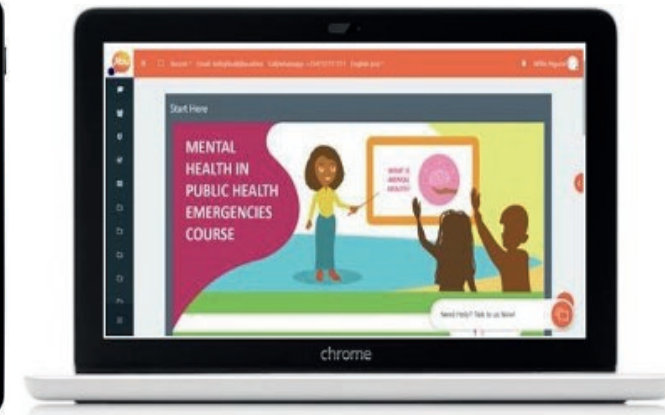 Start Here
MENTAL
HEALTH IN
PUBLIC HEALTH
EMERGENCIES
COURSE
WHAT IS
MENTAL
HEALTH?
Need Help? Talk to us Now!
chrome